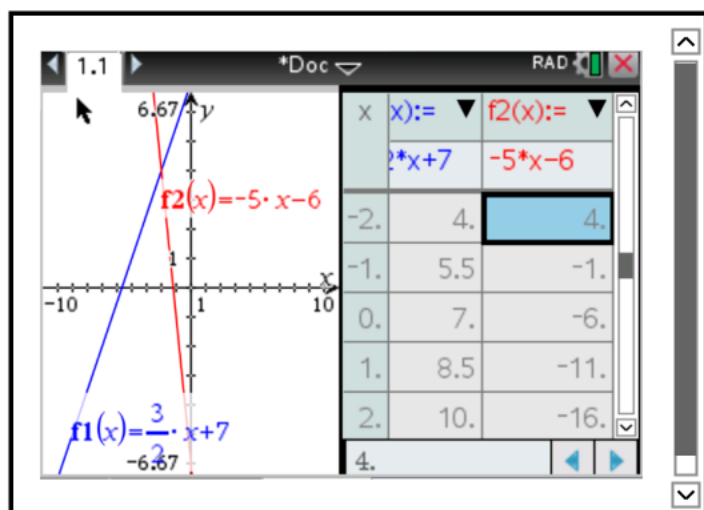 1.1 *Doc RAD
6.67 y
f2(x)=-5· x-6
1
x
-10 1 10
f1(x)=3/2· x+7
-6.67
x x):= ▼ f2(x):= ▼
2*x+7 -5*x-6
-2. 4. 4.
-1. 5.5 -1.
0. 7. -6.
1. 8.5 -11.
2. 10. -16.
4.